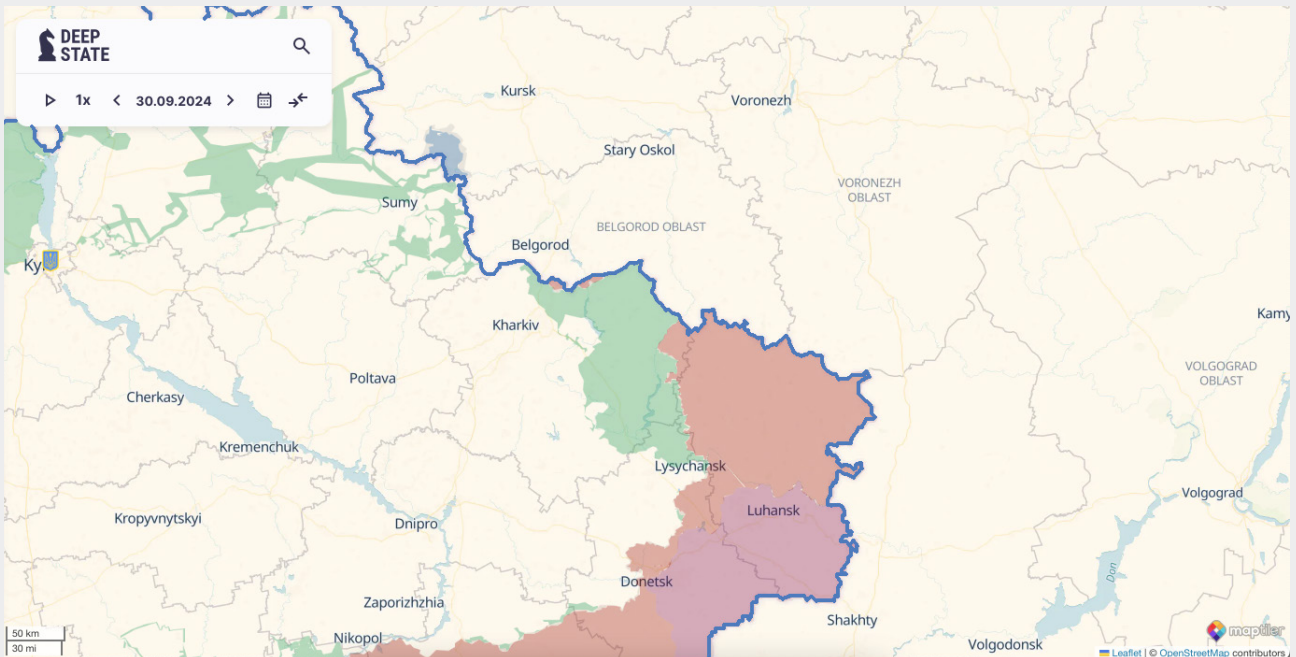 DEEP
STATE
1x
30.09.2024
Kursk
Voronezh
Stary Oskol
VORONEZH
OBLAST
Sumy
BELGOROD OBLAST
Belgorod
Ky
Kharkiv
Kamy
Poltava
VOLGOGRAD
OBLAST
Cherkasy
Kremenchuk
Lysychansk
Volgograd
Luhansk
Kropyvnytskyi
Dnipro
Don
Donetsk
Zaporizhzhia
Shakhty
Nikopol
Volgodonsk
50 km
30 mi
maptiler
Leaflet | © OpenStreetMap contributors